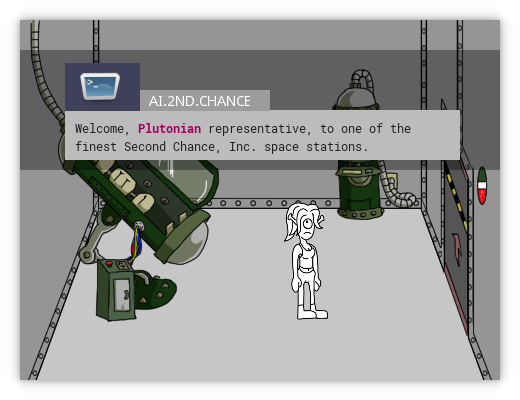 AI.2ND.CHANCE
Welcome, Plutonian representative, to one of the
finest Second Chance, Inc. space stations.